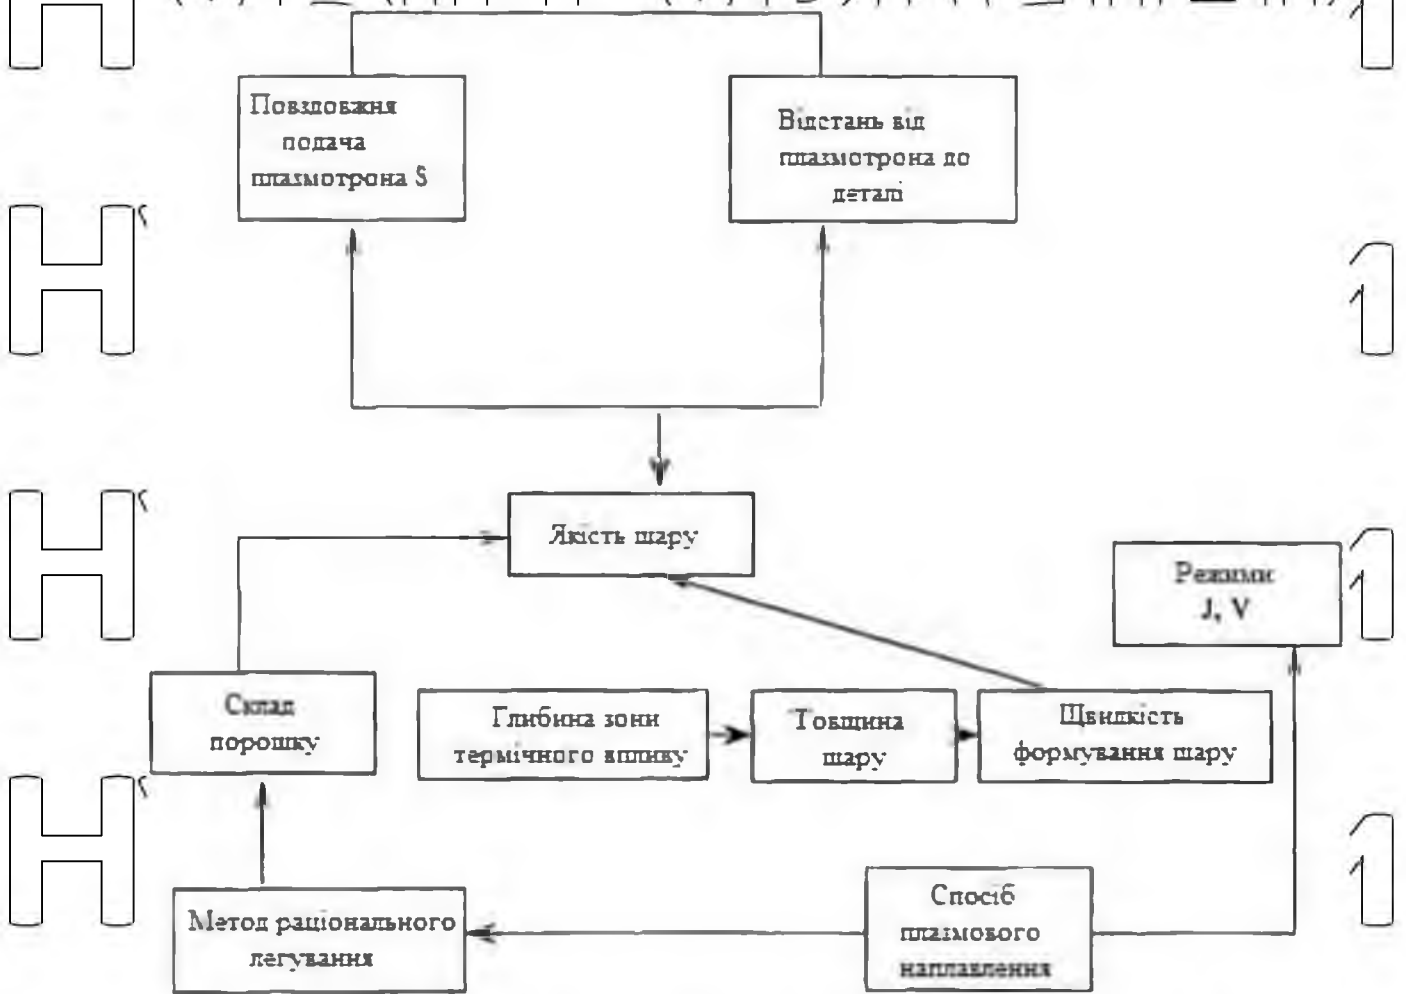 Повздовжня
подача
плазмотрона S
Відстань від
плазмотрона до
деталі
Якість шару
Режими
J, V
Склад
порошку
Глибина зони
термічного впливу
Товщина
шару
Щвидкість
формування шару
Метод раціонального
легування
Спосіб
плазмового
наплавлення